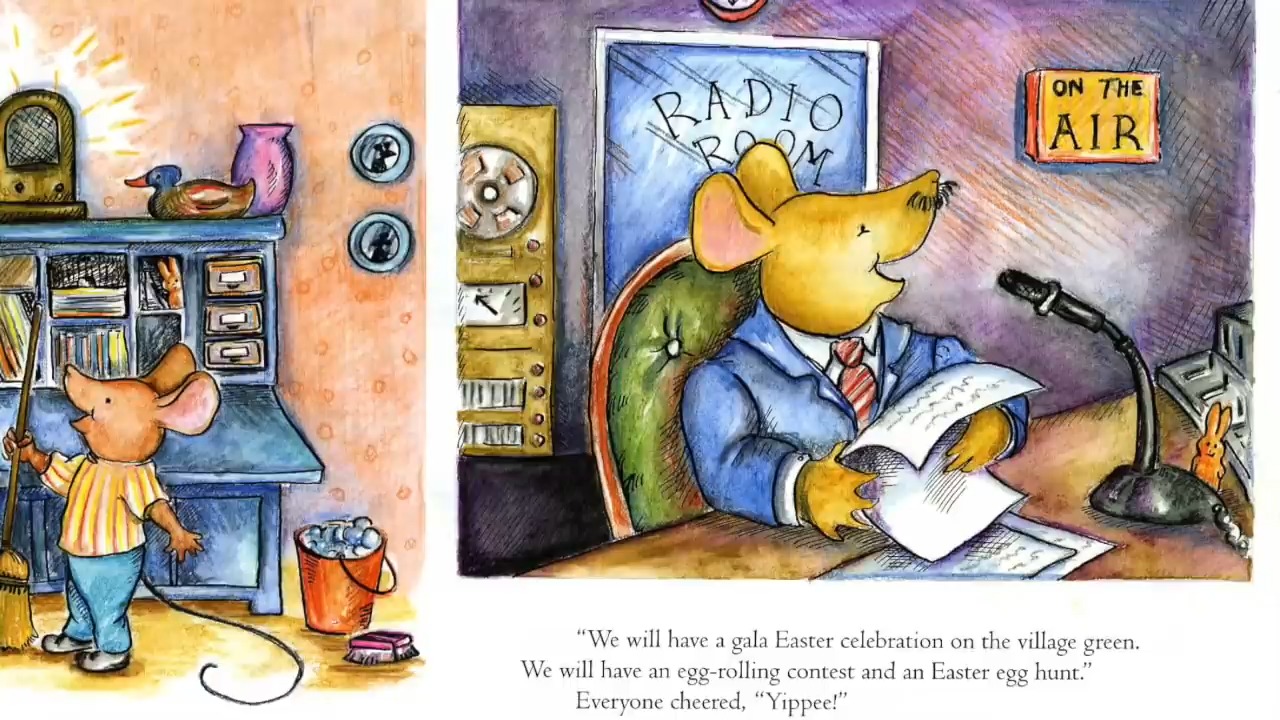 RADIO
ROOM
ON THE
AIR
“We will have a gala Easter celebration on the village green.
We will have an egg-rolling contest and an Easter egg hunt.”
Everyone cheered, “Yippee!”